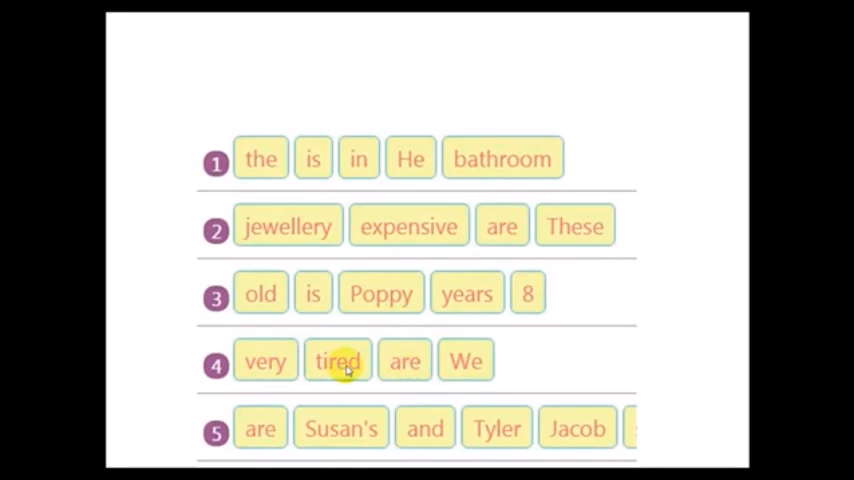 1 the is in He bathroom
2 jewellery expensive are These
3 old is Poppy years 8
4 very tired are We
5 are Susan's and Tyler Jacob